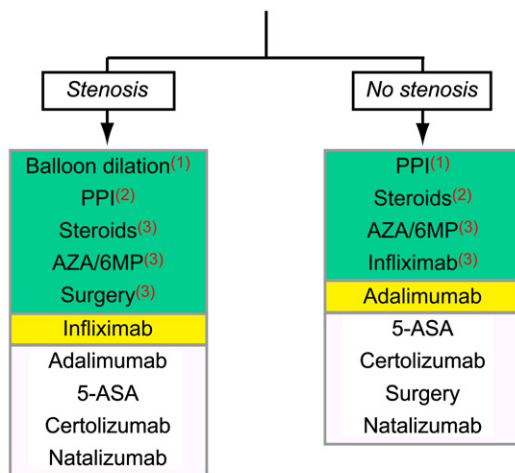 Stenosis
Balloon dilation(1)
PPI(2)
Steroids(3)
AZA/6MP(3)
Surgery(3)
Infliximab
Adalimumab
5-ASA
Certolizumab
Natalizumab
No stenosis
PPI(1)
Steroids(2)
AZA/6MP(3)
Infliximab(3)
Adalimumab
5-ASA
Certolizumab
Surgery
Natalizumab